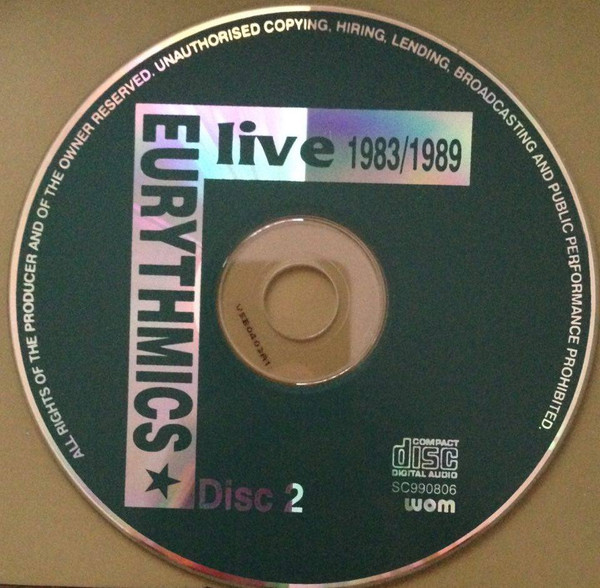 ALL RIGHTS OF THE PRODUCER AND OF THE OWNER RESERVED. UNAUTHORISED COPYING, HIRING, LENDING, BROADCASTING AND PUBLIC PERFORMANCE PROHIBITED.
live 1983/1989
EURYTHMICS★
Disc 2
COMPACT
disc
DIGITAL AUDIO
SC990806
wom